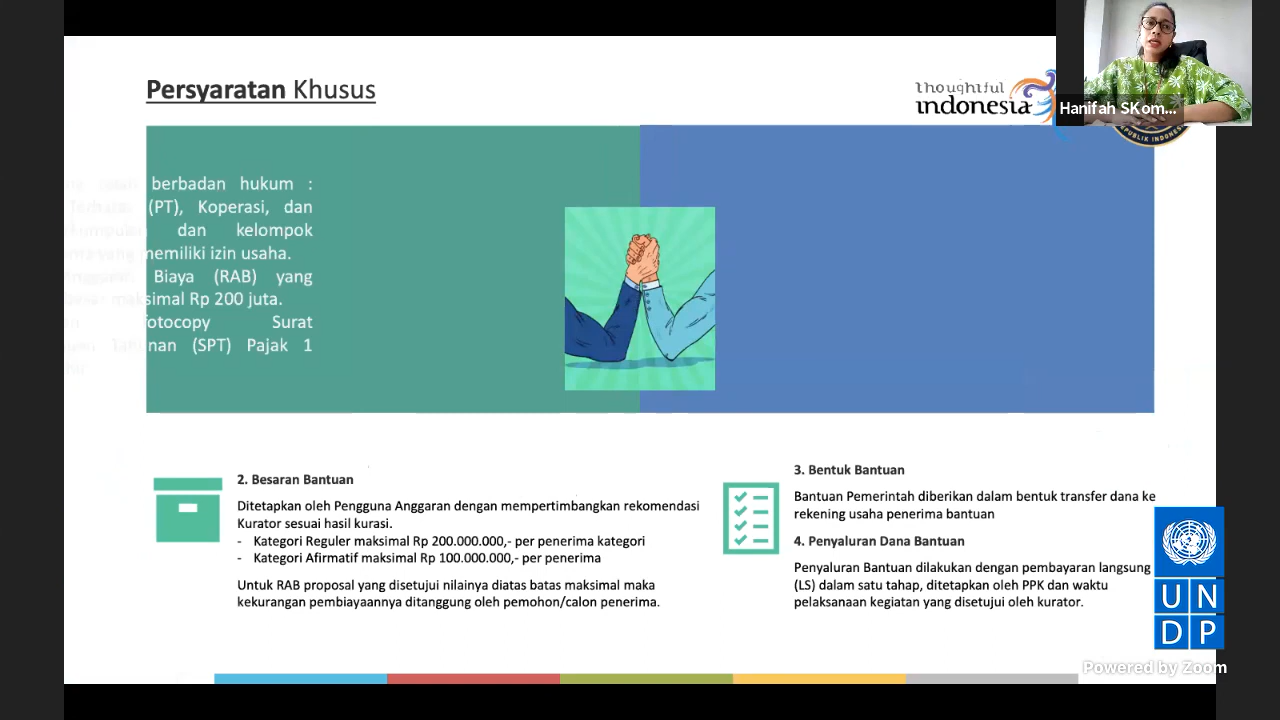 Persyaratan Khusus
thoughtful
indonesia
Hanifah SKom...
REPUBLIK INDONESIA
berbadan hukum :
(PT), Koperasi, dan
dan kelompok
yang memiliki izin usaha.
Biaya (RAB) yang
maksimal Rp 200 juta.
fotocopy Surat
(SPT) Pajak 1
2. Besaran Bantuan
Ditetapkan oleh Pengguna Anggaran dengan mempertimbangkan rekomendasi
Kurator sesuai hasil kurasi.
- Kategori Reguler maksimal Rp 200.000.000,- per penerima kategori
- Kategori Afirmatif maksimal Rp 100.000.000,- per penerima
Untuk RAB proposal yang disetujui nilainya diatas batas maksimal maka
kekurangan pembiayaannya ditanggung oleh pemohon/calon penerima.
3. Bentuk Bantuan
Bantuan Pemerintah diberikan dalam bentuk transfer dana ke
rekening usaha penerima bantuan
4. Penyaluran Dana Bantuan
Penyaluran Bantuan dilakukan dengan pembayaran langsung
(LS) dalam satu tahap, ditetapkan oleh PPK dan waktu
pelaksanaan kegiatan yang disetujui oleh kurator.
U N
D P
Powered by Zoom